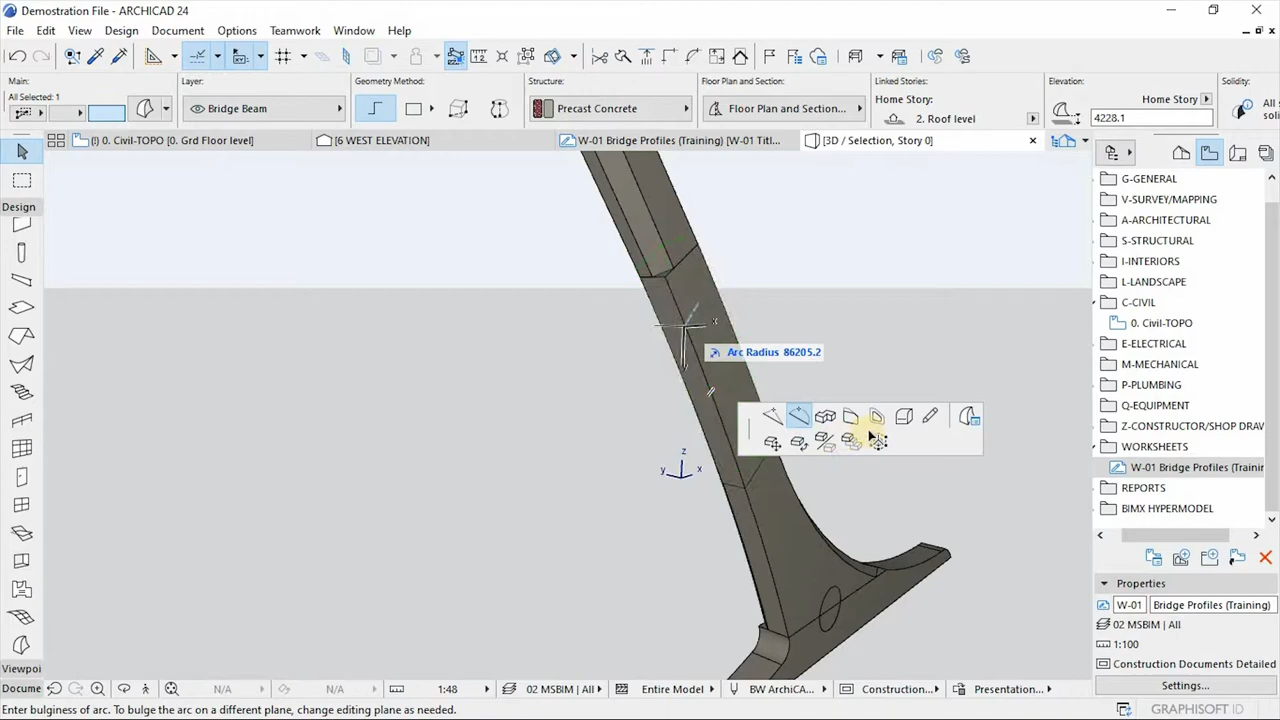 Demostration File - ARCHICAD 24
File Edit View Design Document Options Teamwork Window Help
Main: Layer: Geometry Method: Structure: Floor Plan and Section: Linked Stories: Elevation: Solidity:
All Selected: 1 Bridge Beam Precast Concrete Floor Plan and Section... Home Story: Home Story All s
2. Roof level 4228.1 soli
(!) 0. Civil-TOPO [0. Grd Floor level] [6 WEST ELEVATION] W-01 Bridge Profiles (Training) [W-01 Titl... [3D / Selection, Story 0]
Design
G-GENERAL
V-SURVEY/MAPPING
A-ARCHITECTURAL
S-STRUCTURAL
I-INTERIORS
L-LANDSCAPE
C-CIVIL
0. Civil-TOPO
E-ELECTRICAL
M-MECHANICAL
P-PLUMBING
Q-EQUIPMENT
Z-CONSTRUCTOR/SHOP DRAW
WORKSHEETS
W-01 Bridge Profiles (Trainin
REPORTS
BIMX HYPERMODEL
x
Arc Radius 86205.2
z
y x
Properties
W-01 Bridge Profiles (Training)
02 MSBIM | All
1:100
Construction Documents Detailed
Settings...
Viewpoi
Docume N/A N/A 1:48 02 MSBIM | All Entire Model BW ArchiCA... Construction... Presentation...
Enter bulginess of arc. To bulge the arc on a different plane, change editing plane as needed. GRAPHISOFT ID